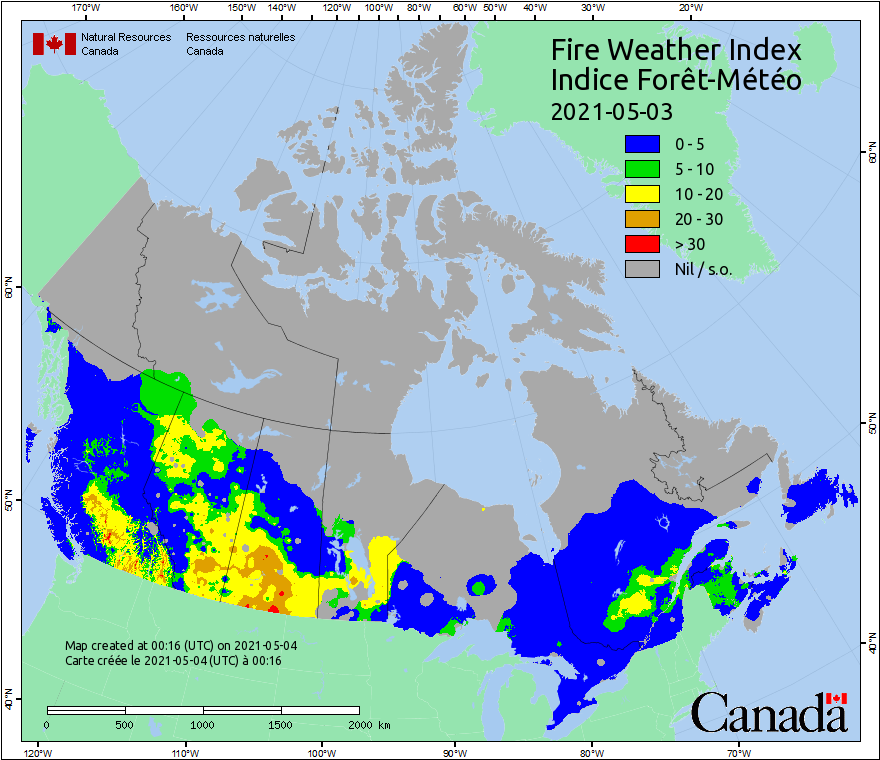 170°W 160°W 150°W 140°W 130°W 120°W 110°W 100°W 90°W 80°W 60°W 50°W 40°W 30°W 20°W
Natural Resources Ressources naturelles
Canada Canada
Fire Weather Index
Indice Forêt-Météo
2021-05-03
0 - 5
5 - 10
10 - 20
20 - 30
> 30
Nil / s.o.
60°N
60°N
50°N
50°N
40°N
40°N
Map created at 00:16 (UTC) on 2021-05-04
Carte créée le 2021-05-04 (UTC) à 00:16
0 500 1000 1500 2000 km
Canada
120°W 110°W 100°W 90°W 80°W 70°W